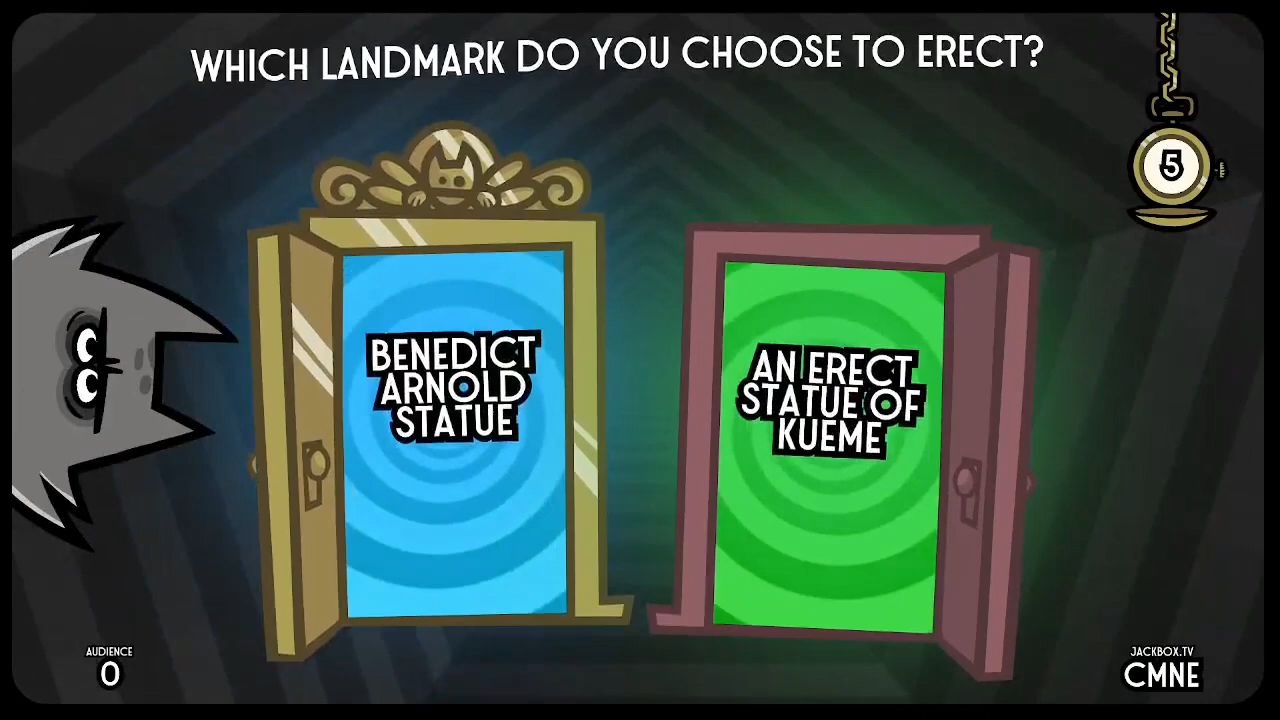 WHICH LANDMARK DO YOU CHOOSE TO ERECT?
5
BENEDICT
ARNOLD
STATUE
AN ERECT
STATUE OF
KUEME
AUDIENCE
0
JACKBOX.TV
CMNE